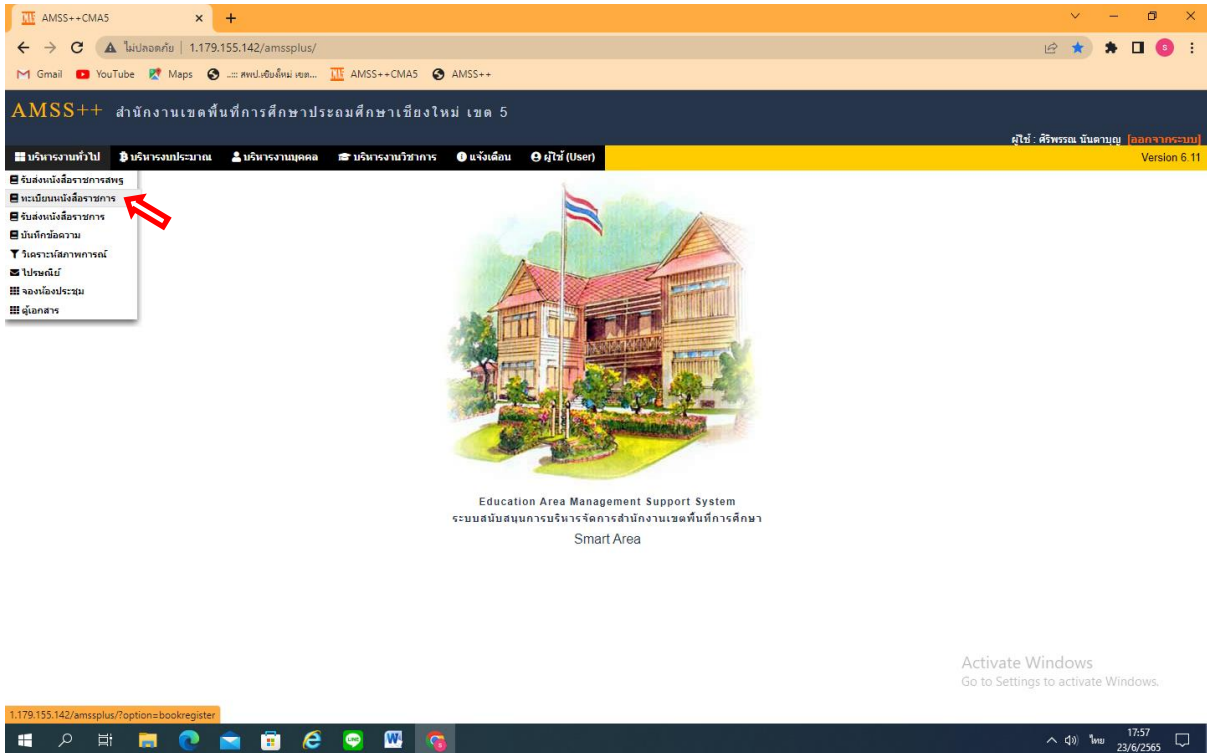 AMSS++CMA5
ไม่ปลอดภัย | 1.179.155.142/amssplus/
Gmail YouTube Maps ..::: สพป.เชียงใหม่ เขต... AMSS++CMA5 AMSS++
AMSS++ สำนักงานเขตพื้นที่การศึกษาประถมศึกษาเชียงใหม่ เขต 5
ผู้ใช้ : ศิริพรรณ นันตาบุญ [ออกจากระบบ]
บริหารงานทั่วไป บริหารงบประมาณ บริหารงานบุคคล บริหารงานวิชาการ แจ้งเตือน ผู้ใช้ (User) Version 6.11
รับส่งหนังสือราชการสพฐ
ทะเบียนหนังสือราชการ
รับส่งหนังสือราชการ
บันทึกข้อความ
วิเคราะห์สภาพการณ์
ไปรษณีย์
จองห้องประชุม
ตู้เอกสาร
Education Area Management Support System
ระบบสนับสนุนการบริหารจัดการสำนักงานเขตพื้นที่การศึกษา
Smart Area
Activate Windows
Go to Settings to activate Windows.
1.179.155.142/amssplus/?option=bookregister
ไทย 17:57
23/6/2565